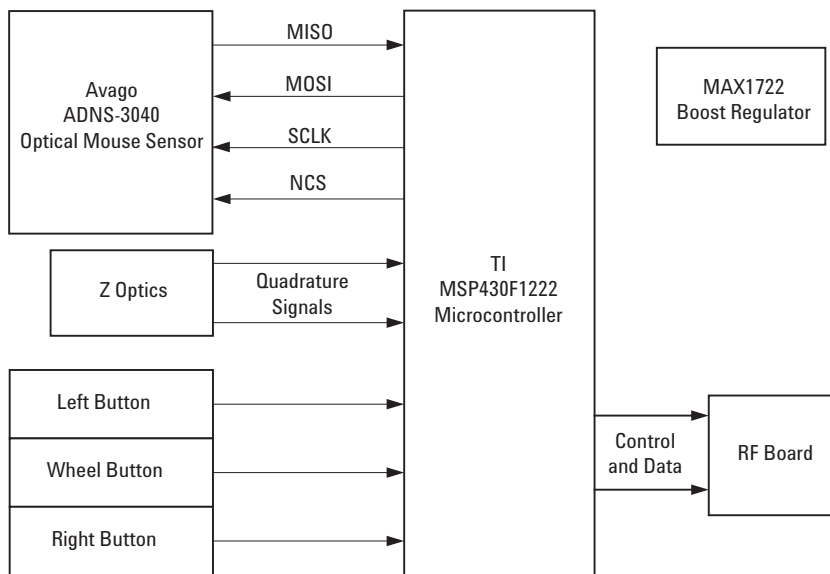 MISO
Avago
ADNS-3040
Optical Mouse Sensor
MOSI
SCLK
NCS
MAX1722
Boost Regulator
Z Optics
Quadrature
Signals
TI
MSP430F1222
Microcontroller
Left Button
Wheel Button
Right Button
Control
and Data
RF Board